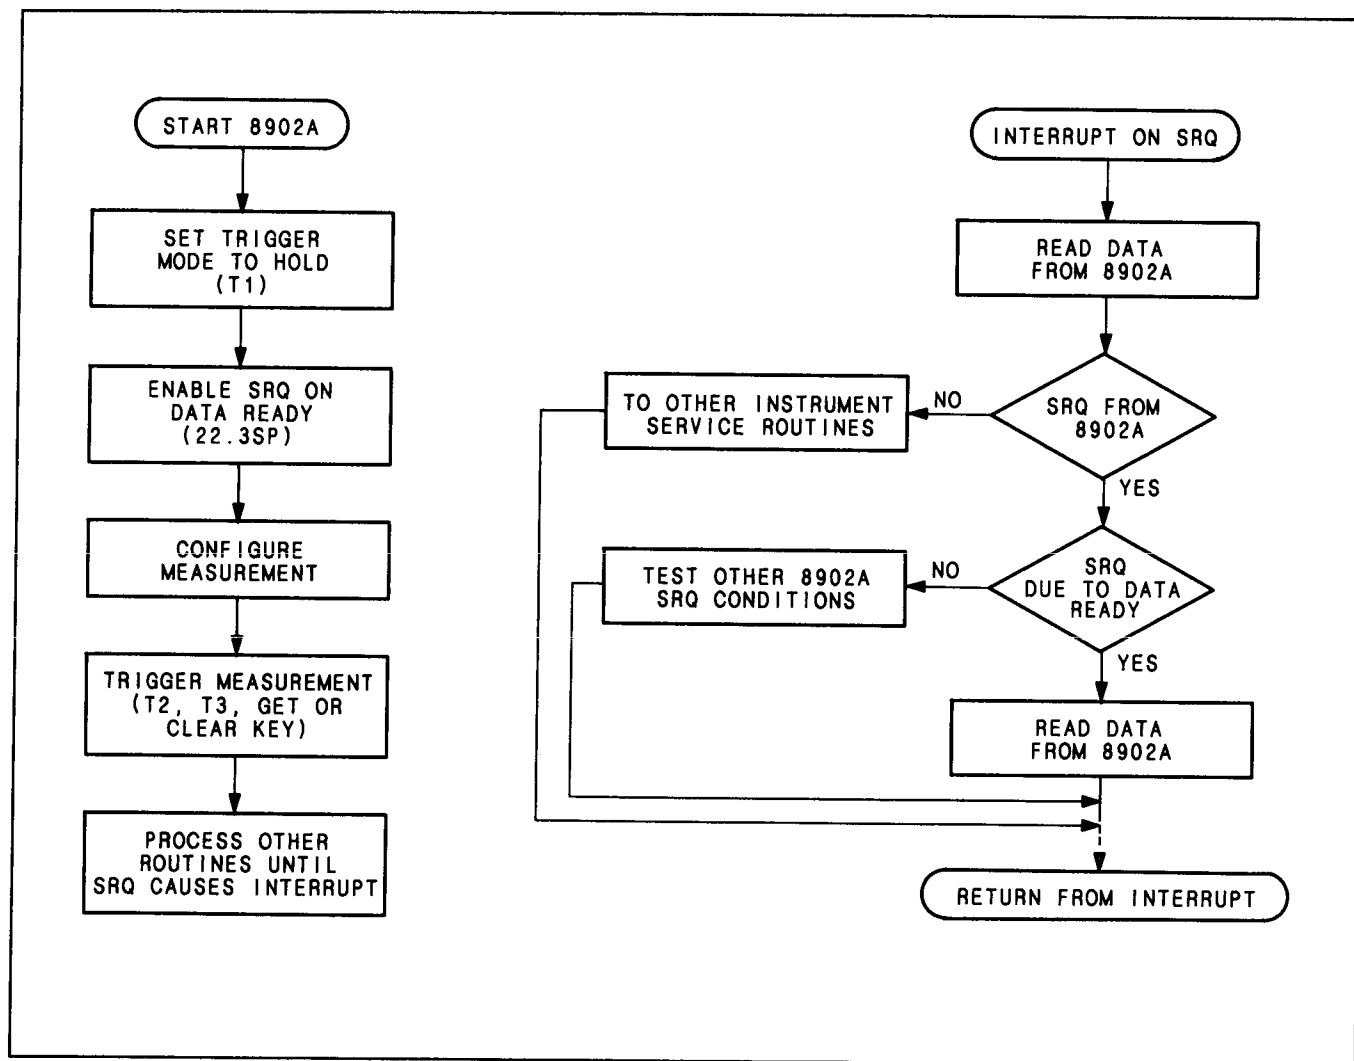 START 8902A
SET TRIGGER
MODE TO HOLD
(T1)
ENABLE SRQ ON
DATA READY
(22.3SP)
CONFIGURE
MEASUREMENT
TRIGGER MEASUREMENT
(T2, T3, GET OR
CLEAR KEY)
PROCESS OTHER
ROUTINES UNTIL
SRQ CAUSES INTERRUPT
INTERRUPT ON SRQ
READ DATA
FROM 8902A
SRQ FROM
8902A
NO
TO OTHER INSTRUMENT
SERVICE ROUTINES
YES
SRQ
DUE TO DATA
READY
NO
TEST OTHER 8902A
SRQ CONDITIONS
YES
READ DATA
FROM 8902A
RETURN FROM INTERRUPT